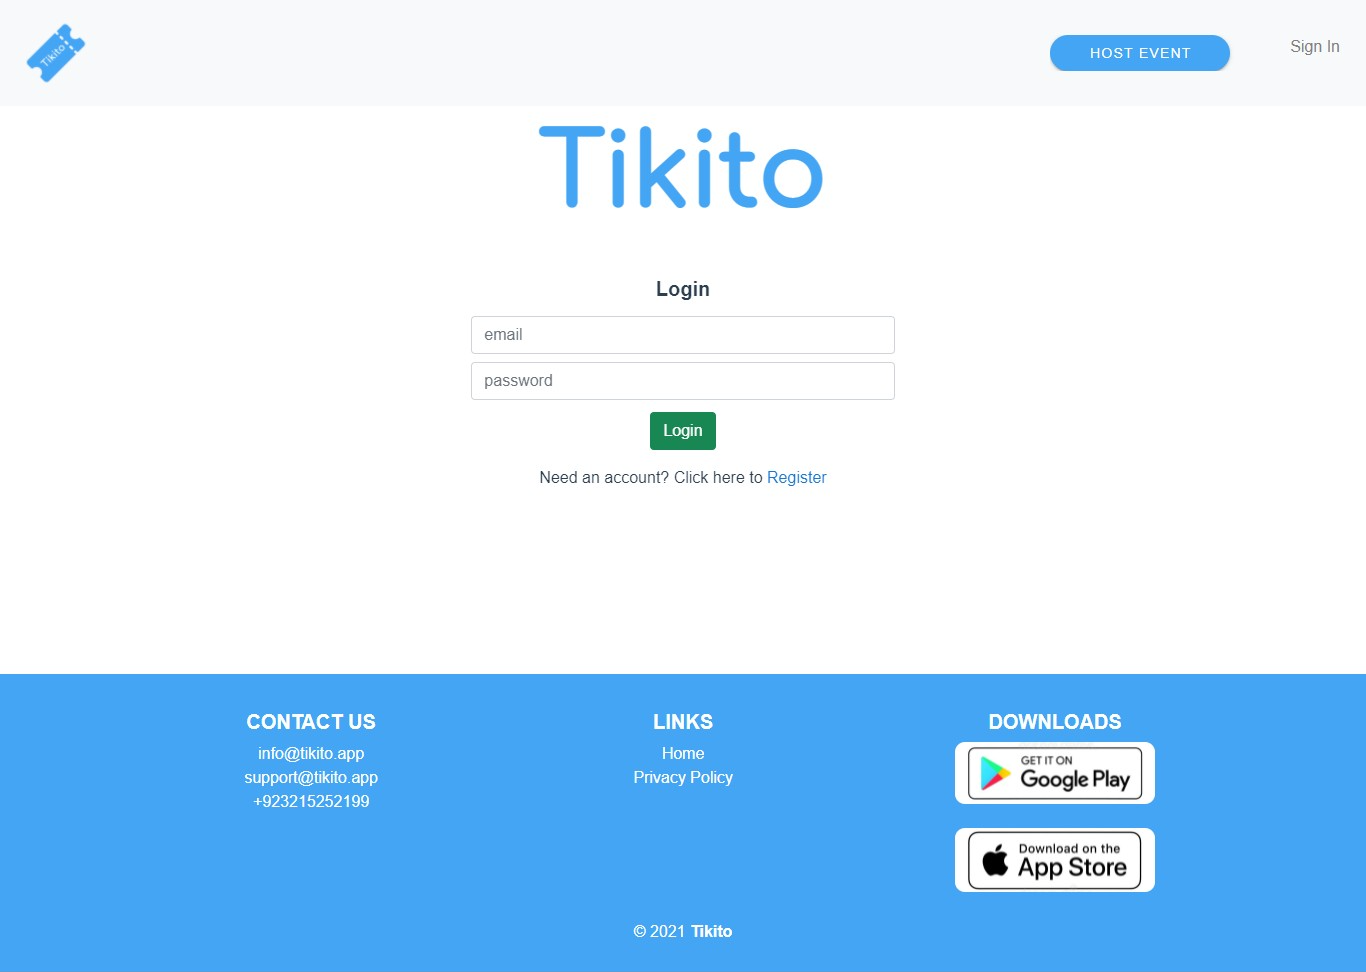 Tikito
HOST EVENT
Sign In
Tikito
Login
email
password
Login
Need an account? Click here to Register
CONTACT US
info@tikito.app
support@tikito.app
+923215252199
LINKS
Home
Privacy Policy
DOWNLOADS
GET IT ON
Google Play
Download on the
App Store
© 2021 Tikito